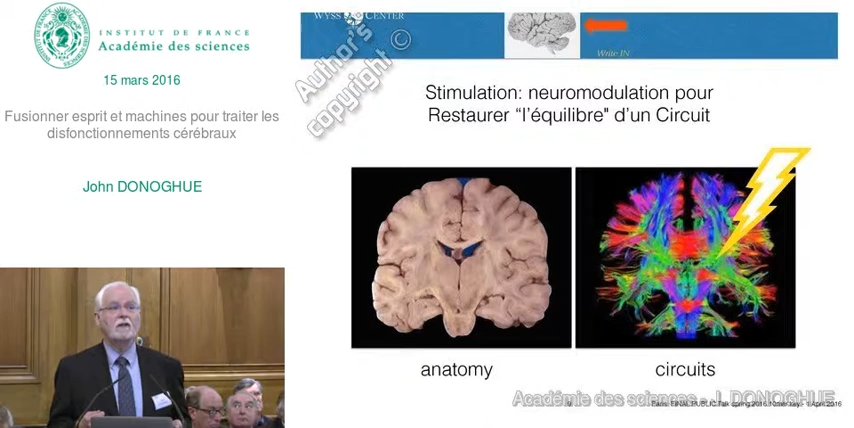 INSTITUT DE FRANCE
Académie des sciences
15 mars 2016
Fusionner esprit et machines pour traiter les
disfonctionnements cérébraux
John DONOGHUE
WYSS CENTER
Write IN
Author's
copyright ©
Stimulation: neuromodulation pour
Restaurer “l’équilibre" d’un Circuit
anatomy
circuits
Académie des sciences - J. DONOGHUE